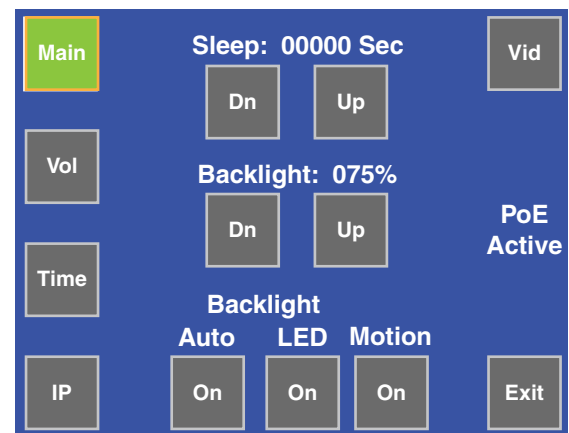 Main
Sleep: 00000 Sec
Vid
Dn
Up
Vol
Backlight: 075%
Dn
Up
PoE
Active
Time
Backlight
Auto LED Motion
IP
On
On
On
Exit